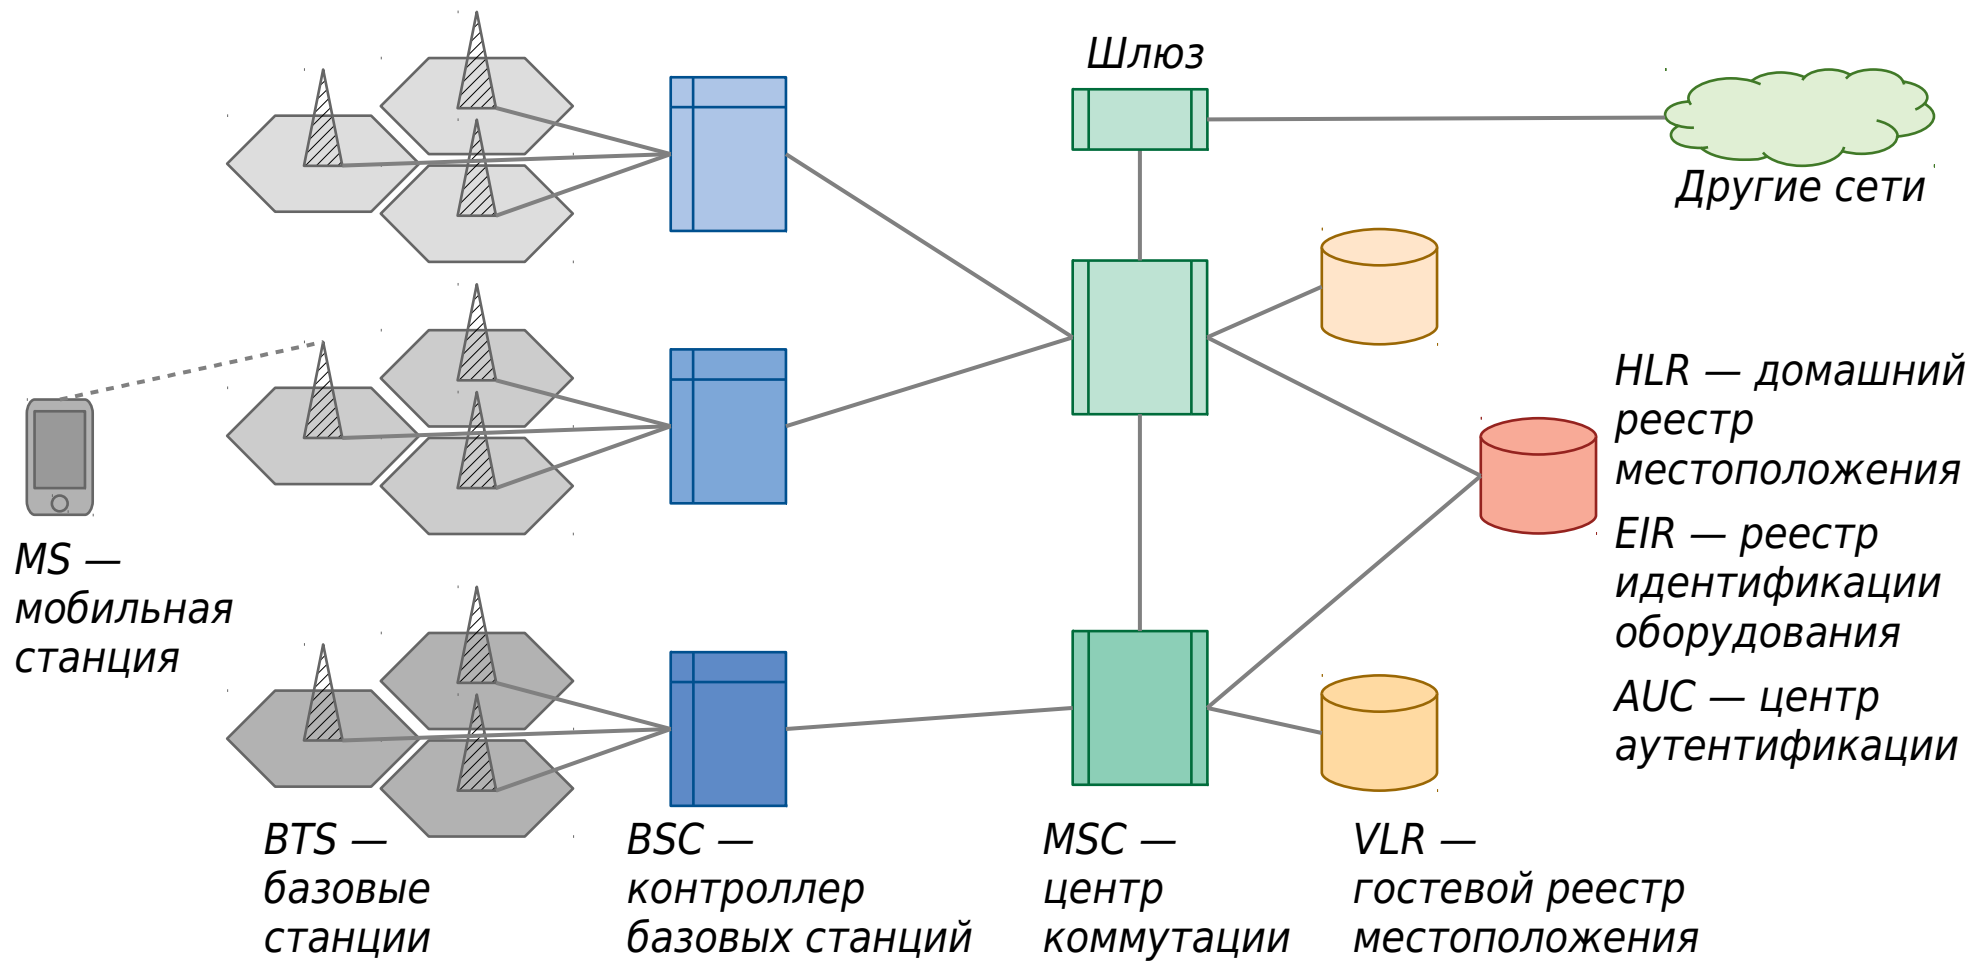 Шлюз
Другие сети
HLR — домашний
реестр
местоположения
EIR — реестр
идентификации
оборудования
AUC — центр
аутентификации
MS —
мобильная
станция
BTS —
базовые
станции
BSC —
контроллер
базовых станций
MSC —
центр
коммутации
VLR —
гостевой реестр
местоположения